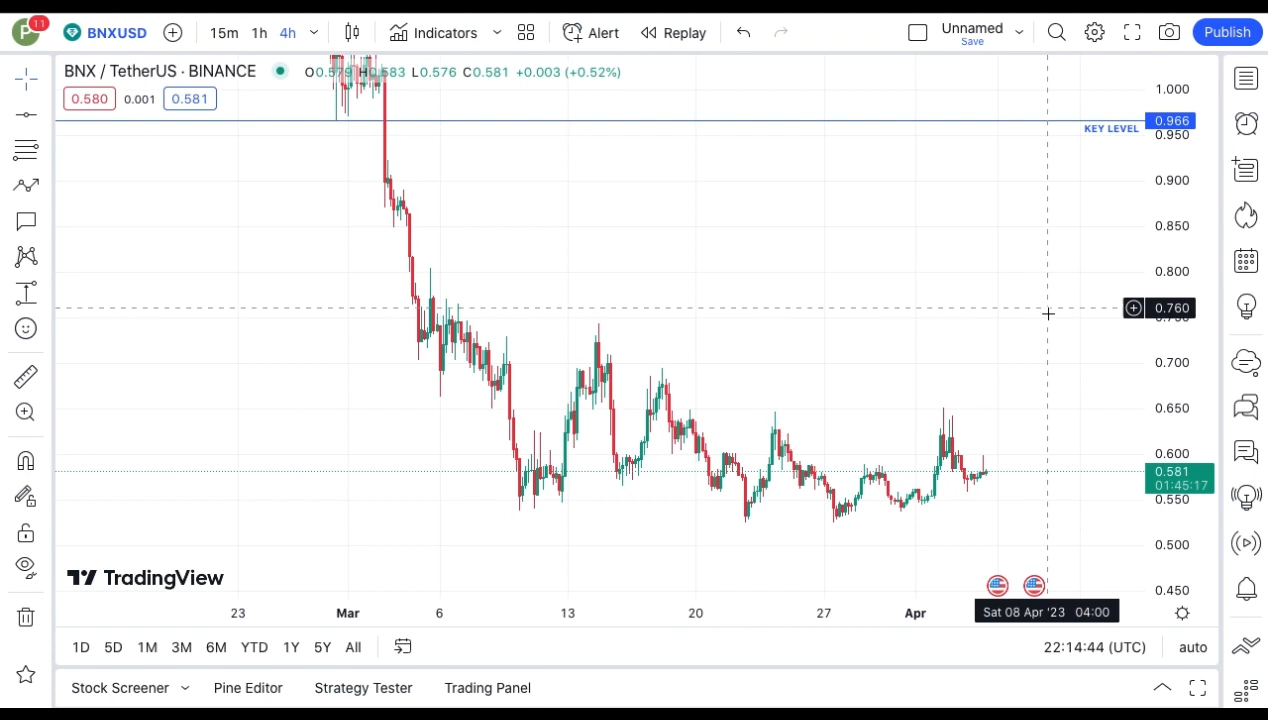 P 11 BNXUSD 15m 1h 4h Indicators Alert Replay Unnamed Save Publish
BNX / TetherUS · BINANCE O0.579 H0.583 L0.576 C0.581 +0.003 (+0.52%)
0.580 0.001 0.581
1.000
0.966
KEY LEVEL
0.950
0.900
0.850
0.800
0.760
0.750
0.700
0.650
0.600
0.581
01:45:17
0.550
0.500
TradingView
0.450
23 Mar 6 13 20 27 Apr Sat 08 Apr '23 04:00
1D 5D 1M 3M 6M YTD 1Y 5Y All 22:14:44 (UTC) auto
Stock Screener Pine Editor Strategy Tester Trading Panel